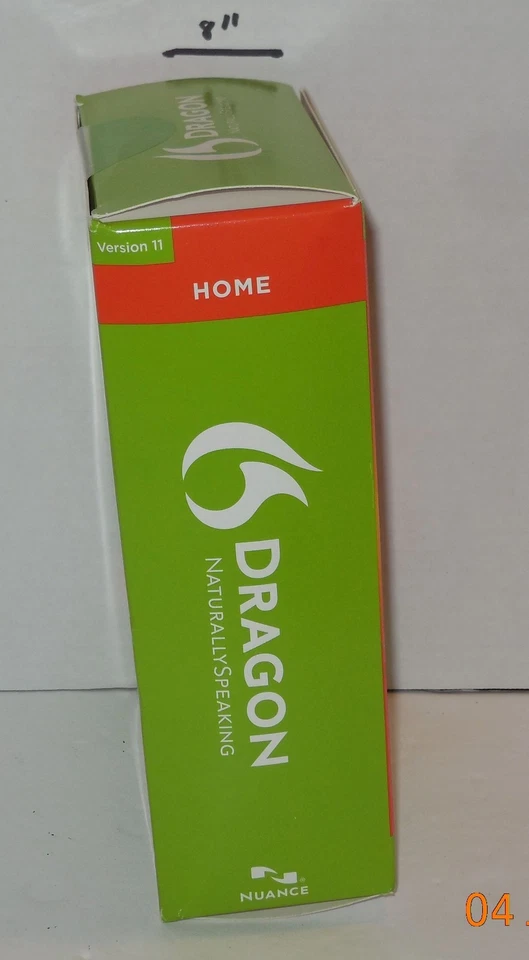 8"
DRAGON
Version 11
HOME
DRAGON
NATURALLYSPEAKING
NUANCE
04